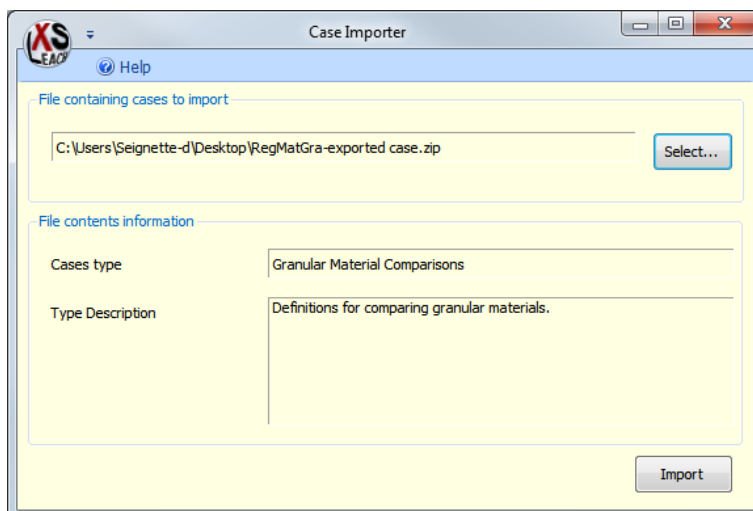 XS
LEACH
Case Importer
Help
File containing cases to import
C:\Users\Seignette-d\Desktop\RegMatGra-exported case.zip
Select...
File contents information
Cases type
Granular Material Comparisons
Type Description
Definitions for comparing granular materials.
Import